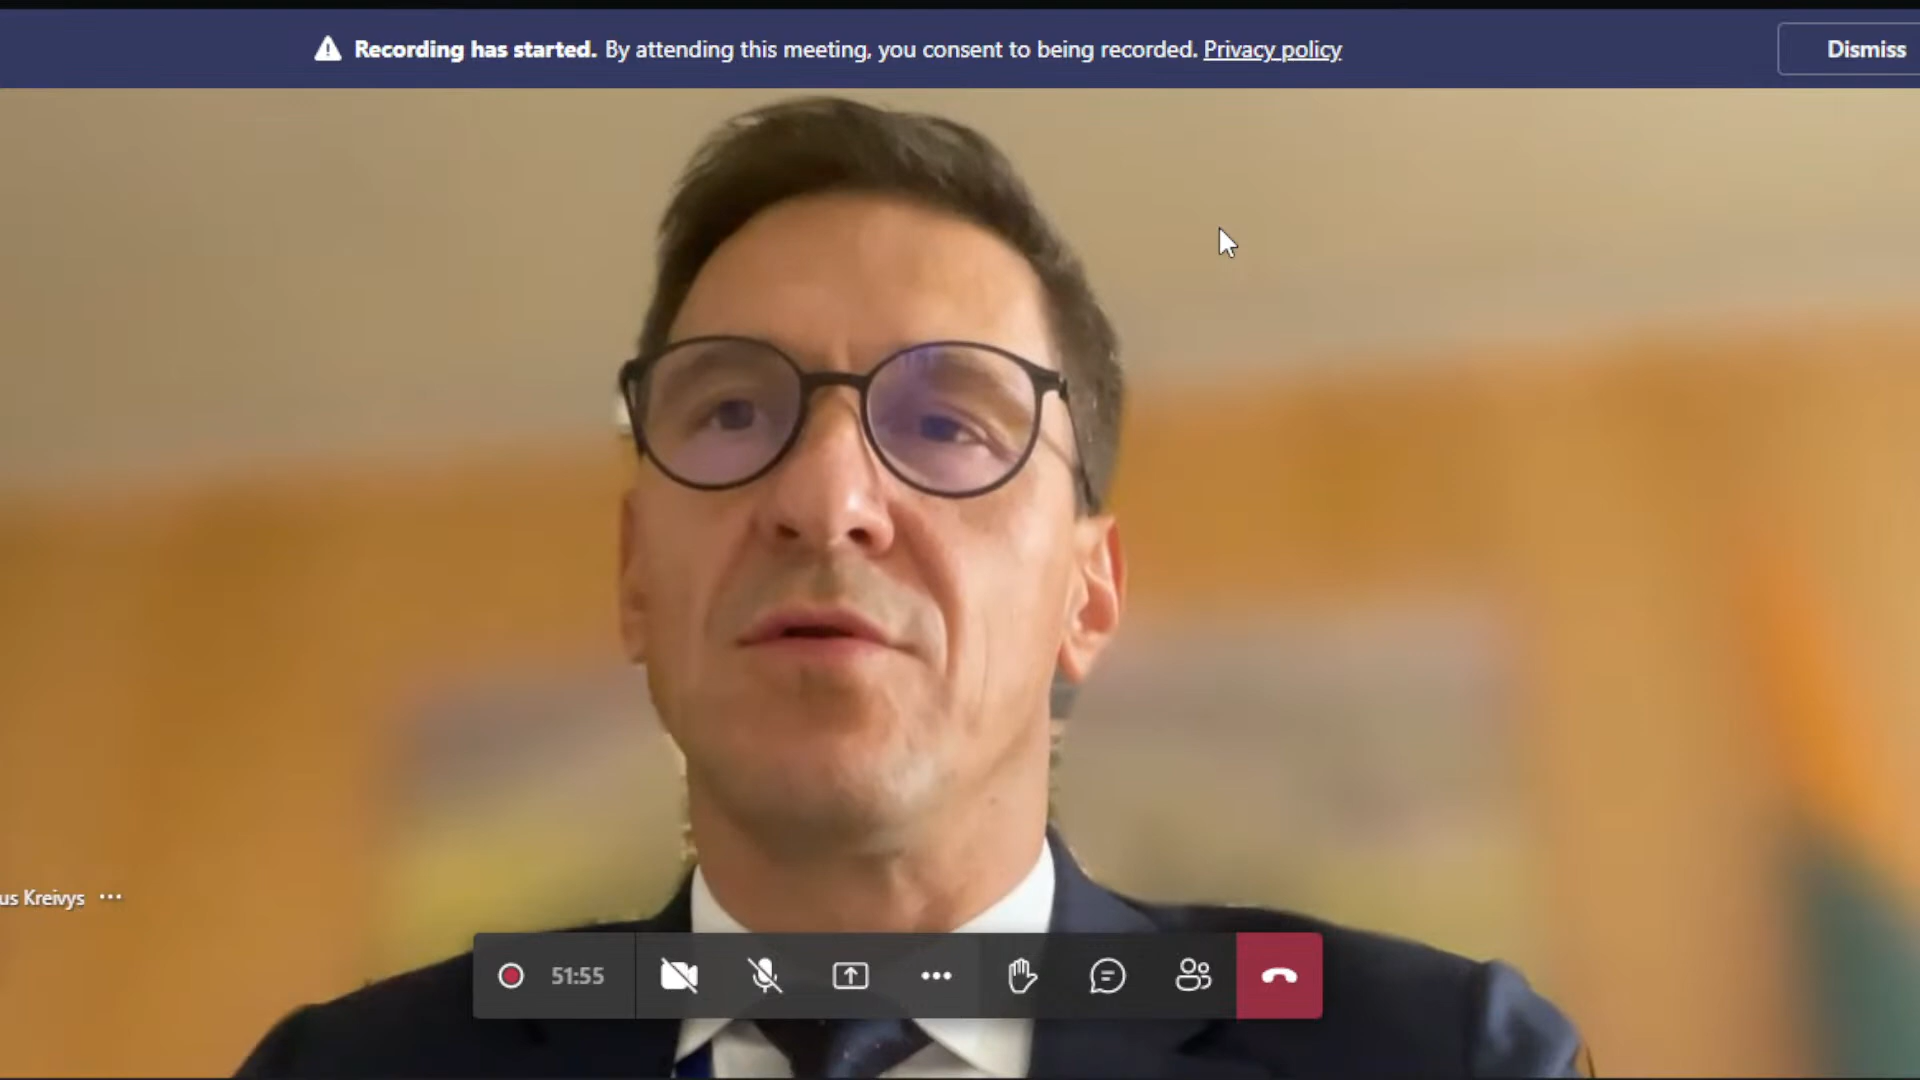 Recording has started. By attending this meeting, you consent to being recorded. Privacy policy
Dismiss
us Kreivys
51:55